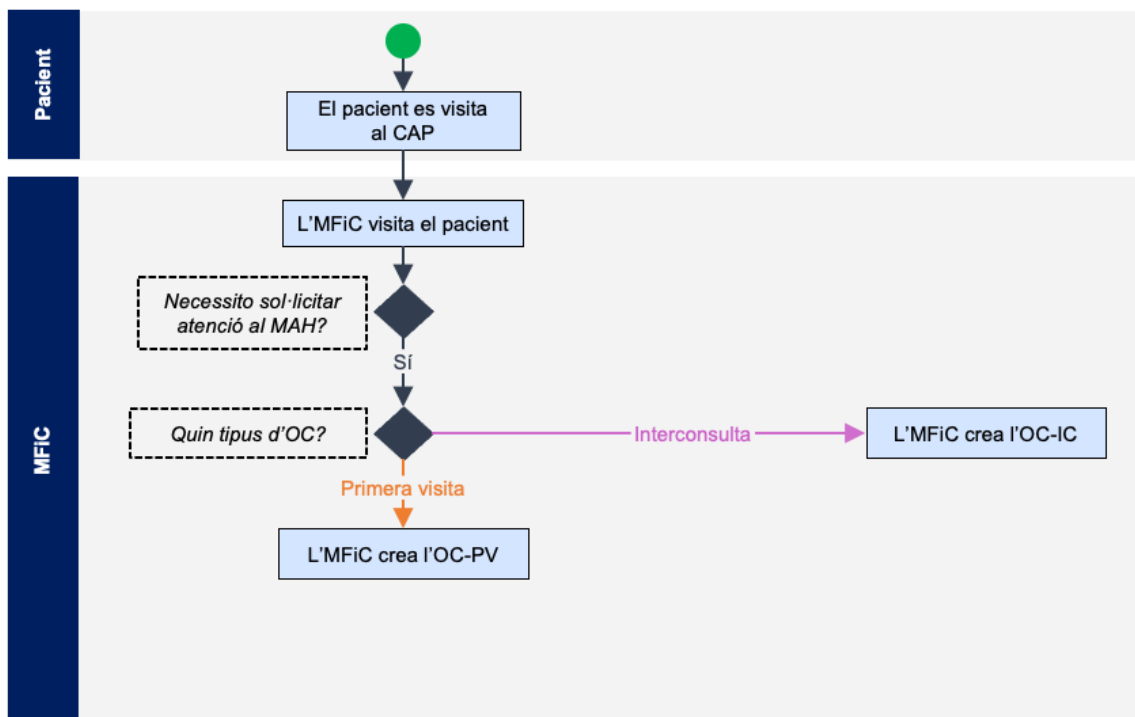 Pacient
El pacient es visita
al CAP
MFiC
L'MFiC visita el pacient
Necessito sol·licitar
atenció al MAH?
Sí
Quin tipus d'OC?
Interconsulta
L'MFiC crea l'OC-IC
Primera visita
L'MFiC crea l'OC-PV